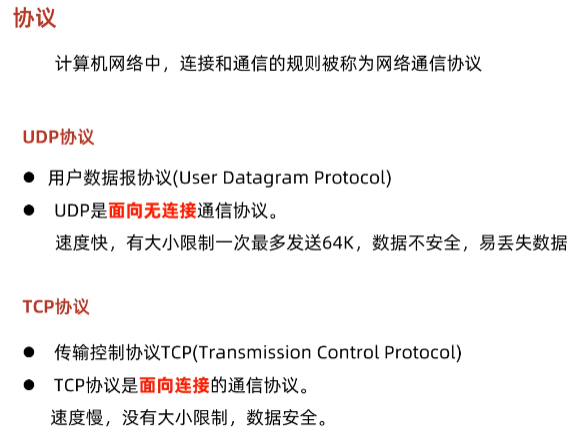 协议
计算机网络中，连接和通信的规则被称为网络通信协议
UDP协议
● 用户数据报协议(User Datagram Protocol)
● UDP是面向无连接通信协议。
速度快，有大小限制一次最多发送64K，数据不安全，易丢失数据
TCP协议
● 传输控制协议TCP(Transmission Control Protocol)
● TCP协议是面向连接的通信协议。
速度慢，没有大小限制，数据安全。